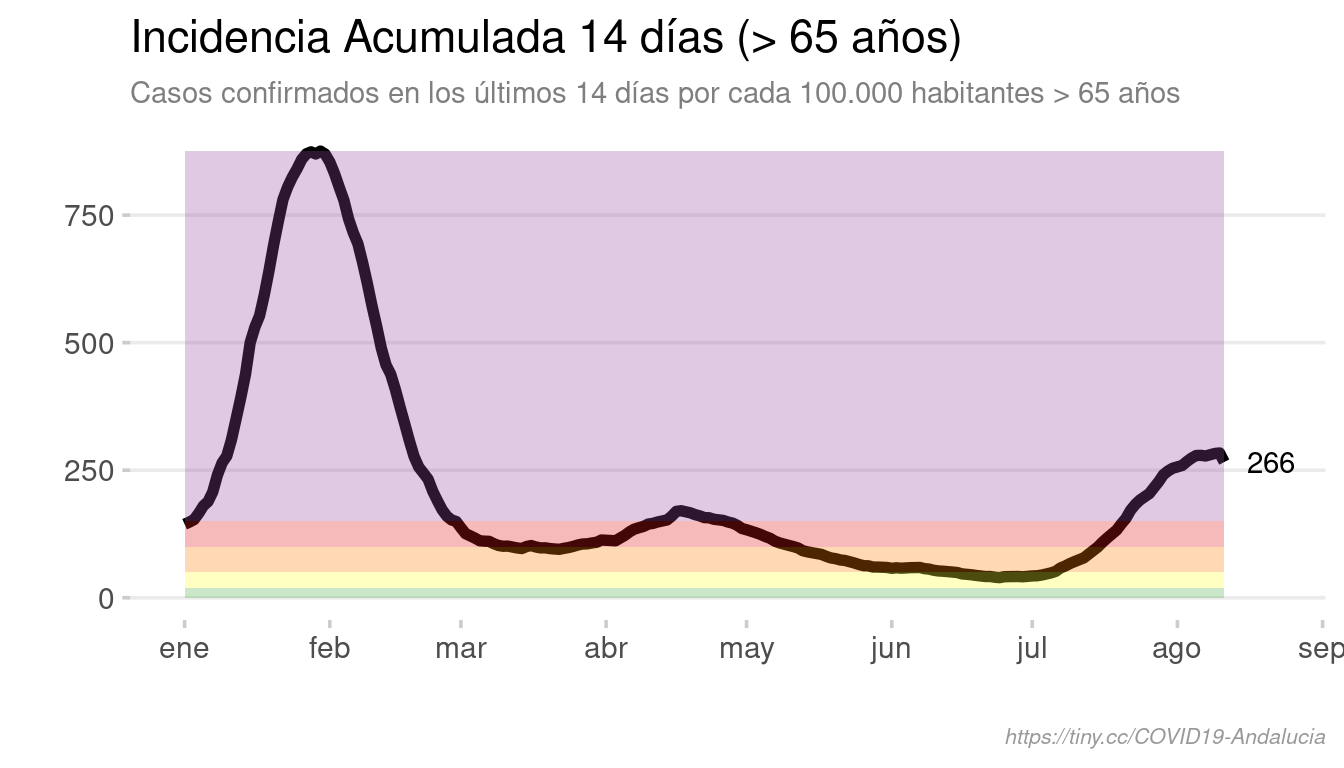 Incidencia Acumulada 14 días (> 65 años)
Casos confirmados en los últimos 14 días por cada 100.000 habitantes > 65 años
750
500
250
266
0
ene feb mar abr may jun jul ago sep
https://tiny.cc/COVID19-Andalucia